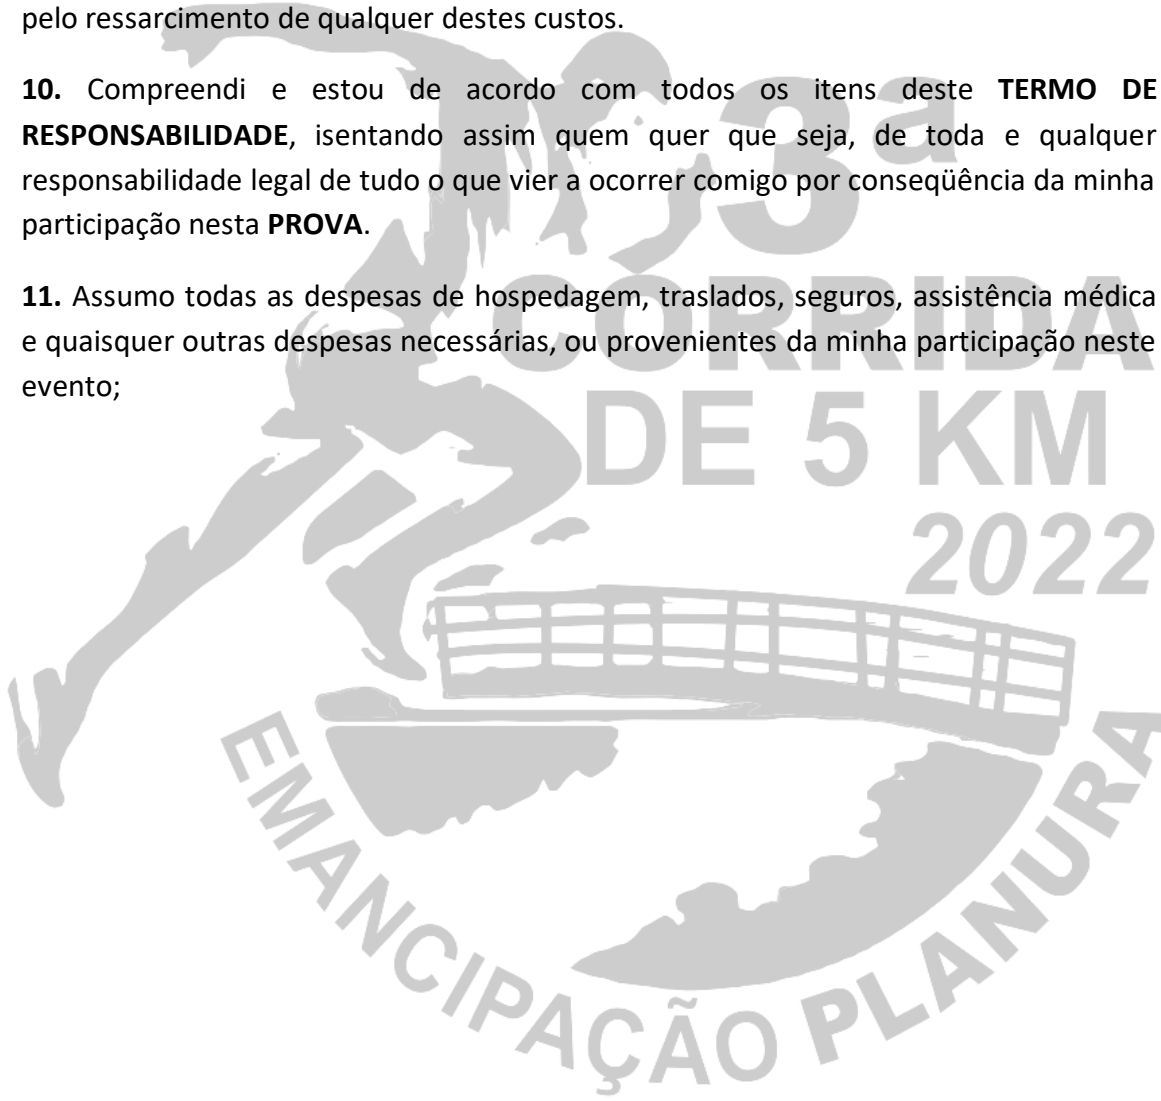 pelo ressarcimento de qualquer destes custos.
10. Compreendi e estou de acordo com todos os itens deste TERMO DE
RESPONSABILIDADE, isentando assim quem quer que seja, de toda e qualquer
responsabilidade legal de tudo o que vier a ocorrer comigo por conseqüência da minha
participação nesta PROVA.
11. Assumo todas as despesas de hospedagem, traslados, seguros, assistência médica
e quaisquer outras despesas necessárias, ou provenientes da minha participação neste
evento;
3ª
CORRIDA
DE 5 KM
2022
EMANCIPAÇÃO PLANURA